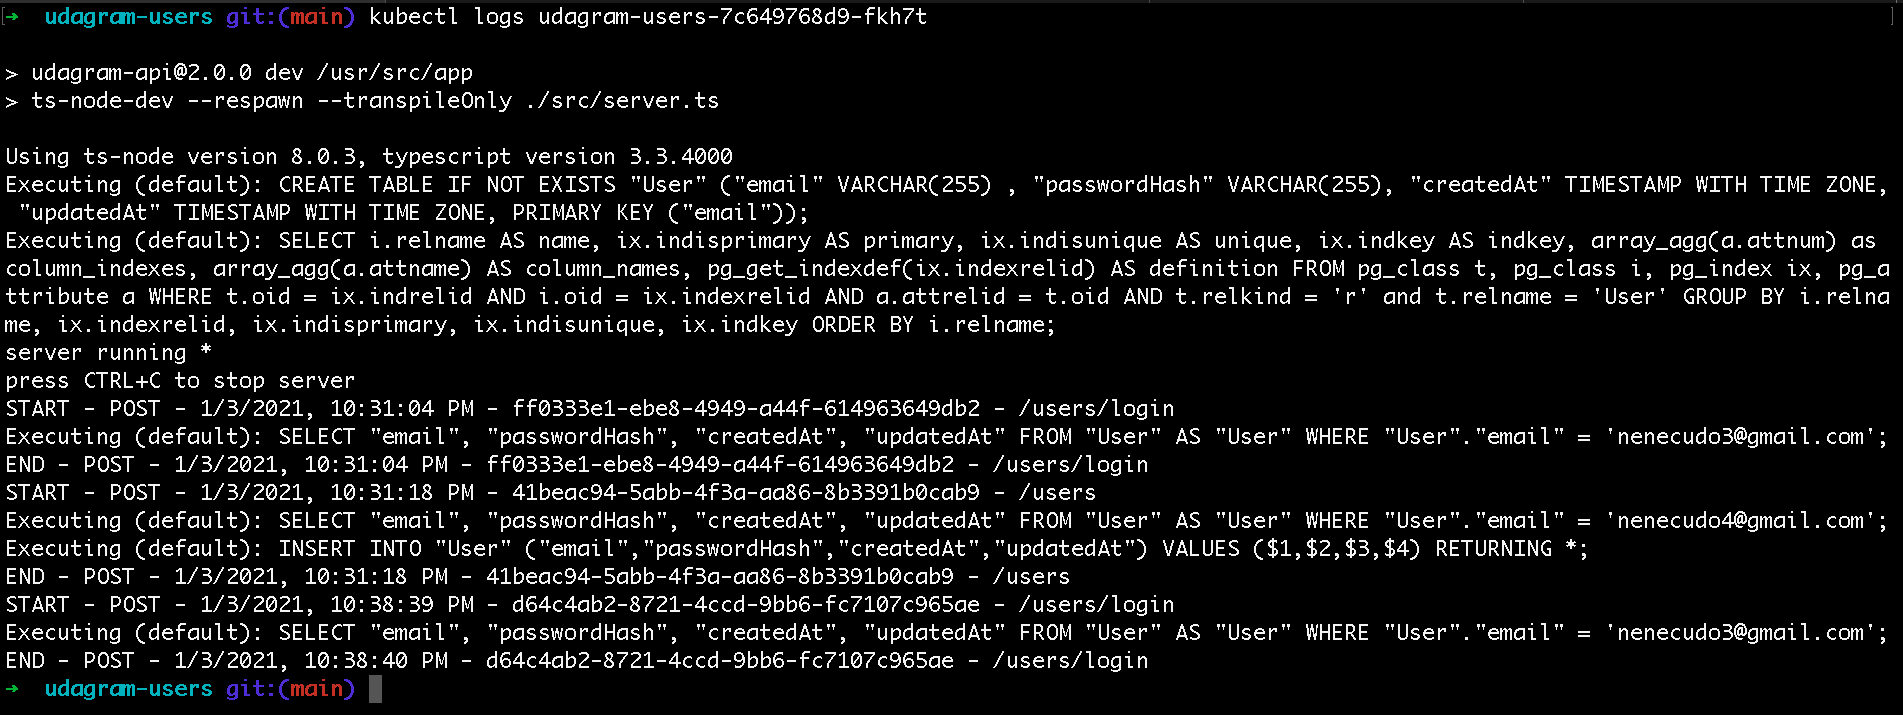 →  udagram-users git:(main) kubectl logs udagram-users-7c649768d9-fkh7t
> udagram-api@2.0.0 dev /usr/src/app
> ts-node-dev --respawn --transpileOnly ./src/server.ts
Using ts-node version 8.0.3, typescript version 3.3.4000
Executing (default): CREATE TABLE IF NOT EXISTS "User" ("email" VARCHAR(255) , "passwordHash" VARCHAR(255), "createdAt" TIMESTAMP WITH TIME ZONE,
 "updatedAt" TIMESTAMP WITH TIME ZONE, PRIMARY KEY ("email"));
Executing (default): SELECT i.relname AS name, ix.indisprimary AS primary, ix.indisunique AS unique, ix.indkey AS indkey, array_agg(a.attnum) as
column_indexes, array_agg(a.attname) AS column_names, pg_get_indexdef(ix.indexrelid) AS definition FROM pg_class t, pg_class i, pg_index ix, pg_a
ttribute a WHERE t.oid = ix.indrelid AND i.oid = ix.indexrelid AND a.attrelid = t.oid AND t.relkind = 'r' and t.relname = 'User' GROUP BY i.relna
me, ix.indexrelid, ix.indisprimary, ix.indisunique, ix.indkey ORDER BY i.relname;
server running *
press CTRL+C to stop server
START - POST - 1/3/2021, 10:31:04 PM - ff0333e1-ebe8-4949-a44f-614963649db2 - /users/login
Executing (default): SELECT "email", "passwordHash", "createdAt", "updatedAt" FROM "User" AS "User" WHERE "User"."email" = 'nenecudo3@gmail.com';
END - POST - 1/3/2021, 10:31:04 PM - ff0333e1-ebe8-4949-a44f-614963649db2 - /users/login
START - POST - 1/3/2021, 10:31:18 PM - 41beac94-5abb-4f3a-aa86-8b3391b0cab9 - /users
Executing (default): SELECT "email", "passwordHash", "createdAt", "updatedAt" FROM "User" AS "User" WHERE "User"."email" = 'nenecudo4@gmail.com';
Executing (default): INSERT INTO "User" ("email","passwordHash","createdAt","updatedAt") VALUES ($1,$2,$3,$4) RETURNING *;
END - POST - 1/3/2021, 10:31:18 PM - 41beac94-5abb-4f3a-aa86-8b3391b0cab9 - /users
START - POST - 1/3/2021, 10:38:39 PM - d64c4ab2-8721-4ccd-9bb6-fc7107c965ae - /users/login
Executing (default): SELECT "email", "passwordHash", "createdAt", "updatedAt" FROM "User" AS "User" WHERE "User"."email" = 'nenecudo3@gmail.com';
END - POST - 1/3/2021, 10:38:40 PM - d64c4ab2-8721-4ccd-9bb6-fc7107c965ae - /users/login
→  udagram-users git:(main)